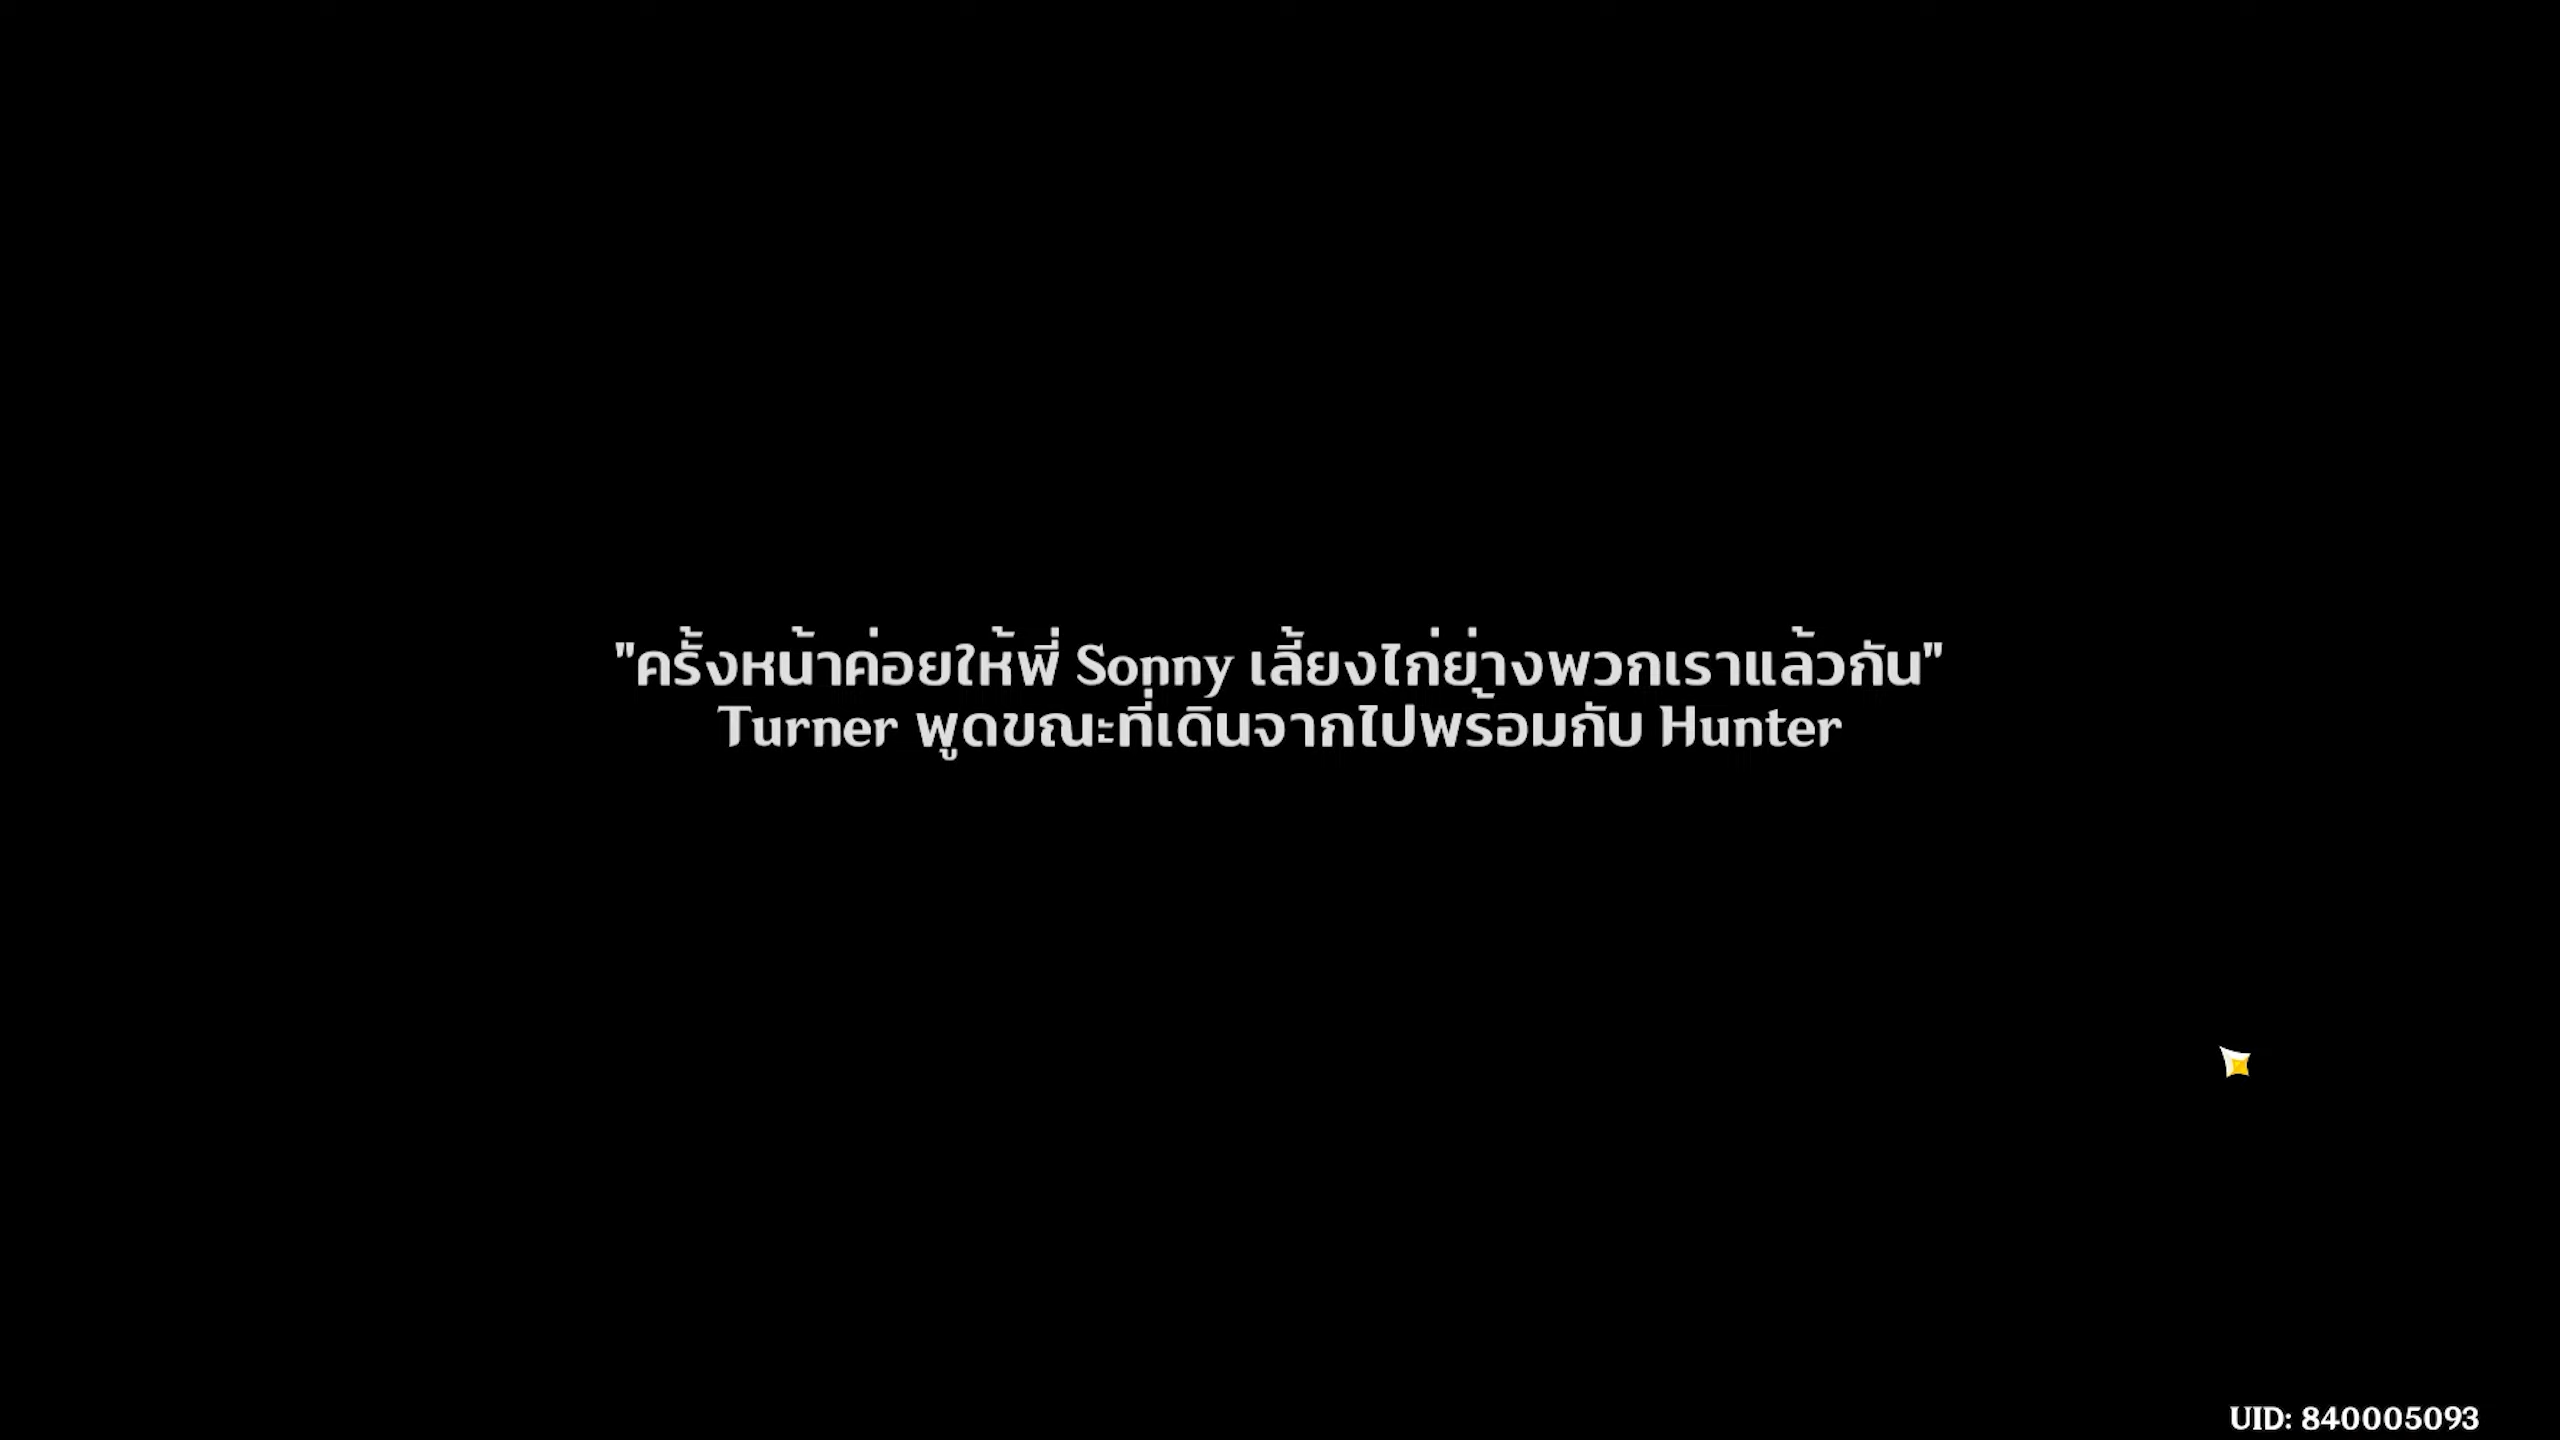 "ครั้งหน้าค่อยให้พี่ Sonny เลี้ยงไก่ย่างพวกเราแล้วกัน"
Turner พูดขณะที่เดินจากไปพร้อมกับ Hunter
UID: 840005093